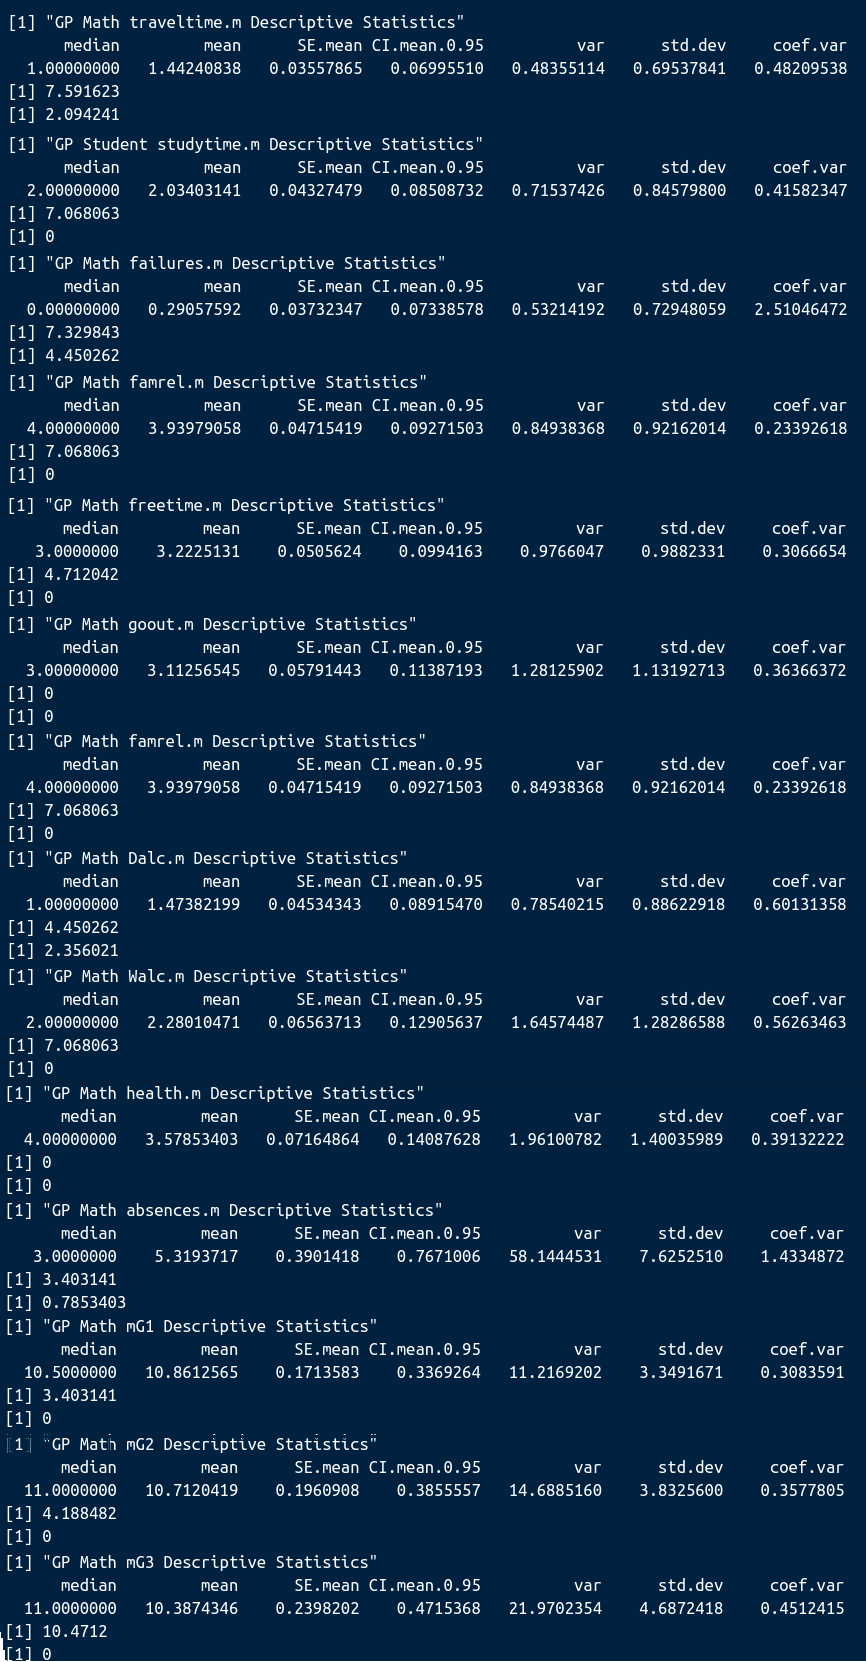 [1] "GP Math traveltime.m Descriptive Statistics"
median mean SE.mean CI.mean.0.95 var std.dev coef.var
1.00000000 1.44240838 0.03557865 0.06995510 0.48355114 0.69537841 0.48209538
[1] 7.591623
[1] 2.094241
[1] "GP Student studytime.m Descriptive Statistics"
median mean SE.mean CI.mean.0.95 var std.dev coef.var
2.00000000 2.03403141 0.04327479 0.08508732 0.71537426 0.84579800 0.41582347
[1] 7.068063
[1] 0
[1] "GP Math failures.m Descriptive Statistics"
median mean SE.mean CI.mean.0.95 var std.dev coef.var
0.00000000 0.29057592 0.03732347 0.07338578 0.53214192 0.72948059 2.51046472
[1] 7.329843
[1] 4.450262
[1] "GP Math famrel.m Descriptive Statistics"
median mean SE.mean CI.mean.0.95 var std.dev coef.var
4.00000000 3.93979058 0.04715419 0.09271503 0.84938368 0.92162014 0.23392618
[1] 7.068063
[1] 0
[1] "GP Math freetime.m Descriptive Statistics"
median mean SE.mean CI.mean.0.95 var std.dev coef.var
3.0000000 3.2225131 0.0505624 0.0994163 0.9766047 0.9882331 0.3066654
[1] 4.712042
[1] 0
[1] "GP Math goout.m Descriptive Statistics"
median mean SE.mean CI.mean.0.95 var std.dev coef.var
3.00000000 3.11256545 0.05791443 0.11387193 1.28125902 1.13192713 0.36366372
[1] 0
[1] 0
[1] "GP Math famrel.m Descriptive Statistics"
median mean SE.mean CI.mean.0.95 var std.dev coef.var
4.00000000 3.93979058 0.04715419 0.09271503 0.84938368 0.92162014 0.23392618
[1] 7.068063
[1] 0
[1] "GP Math Dalc.m Descriptive Statistics"
median mean SE.mean CI.mean.0.95 var std.dev coef.var
1.00000000 1.47382199 0.04534343 0.08915470 0.78540215 0.88622918 0.60131358
[1] 4.450262
[1] 2.356021
[1] "GP Math Walc.m Descriptive Statistics"
median mean SE.mean CI.mean.0.95 var std.dev coef.var
2.00000000 2.28010471 0.06563713 0.12905637 1.64574487 1.28286588 0.56263463
[1] 7.068063
[1] 0
[1] "GP Math health.m Descriptive Statistics"
median mean SE.mean CI.mean.0.95 var std.dev coef.var
4.00000000 3.57853403 0.07164864 0.14087628 1.96100782 1.40035989 0.39132222
[1] 0
[1] 0
[1] "GP Math absences.m Descriptive Statistics"
median mean SE.mean CI.mean.0.95 var std.dev coef.var
3.0000000 5.3193717 0.3901418 0.7671006 58.1444531 7.6252510 1.4334872
[1] 3.403141
[1] 0.7853403
[1] "GP Math mG1 Descriptive Statistics"
median mean SE.mean CI.mean.0.95 var std.dev coef.var
10.5000000 10.8612565 0.1713583 0.3369264 11.2169202 3.3491671 0.3083591
[1] 3.403141
[1] 0
[1] "GP Math mG2 Descriptive Statistics"
median mean SE.mean CI.mean.0.95 var std.dev coef.var
11.0000000 10.7120419 0.1960908 0.3855557 14.6885160 3.8325600 0.3577805
[1] 4.188482
[1] 0
[1] "GP Math mG3 Descriptive Statistics"
median mean SE.mean CI.mean.0.95 var std.dev coef.var
11.0000000 10.3874346 0.2398202 0.4715368 21.9702354 4.6872418 0.4512415
[1] 10.4712
[1] 0